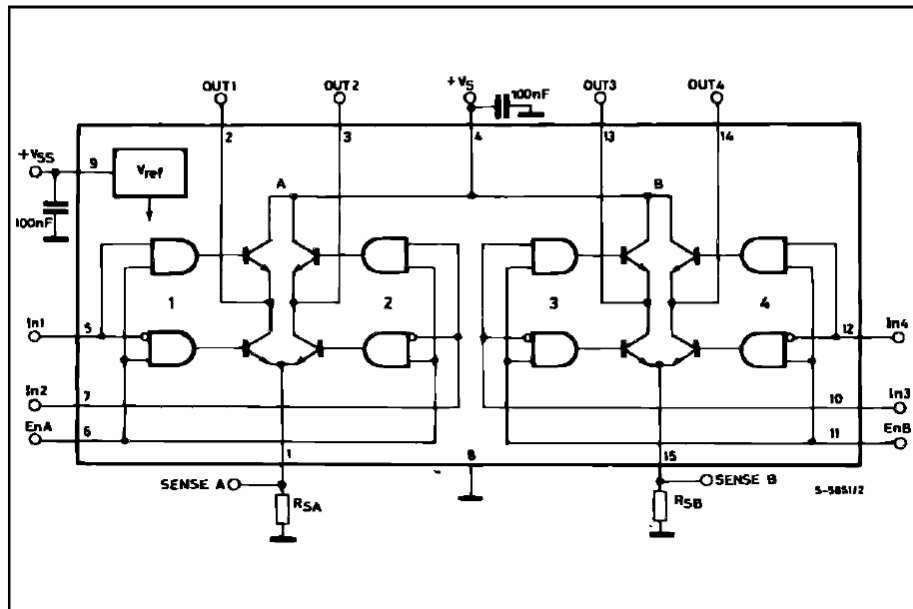 OUT1 OUT2 +VS 100nF OUT3 OUT4
2 3 4 13 14
+VSS 9 Vref
A B
100nF
1 2 3 4
In1 5 12 In4
In2 7 10 In3
EnA 6 11 EnB
1 8 15
SENSE A SENSE B
S-5851/2
RSA RSB